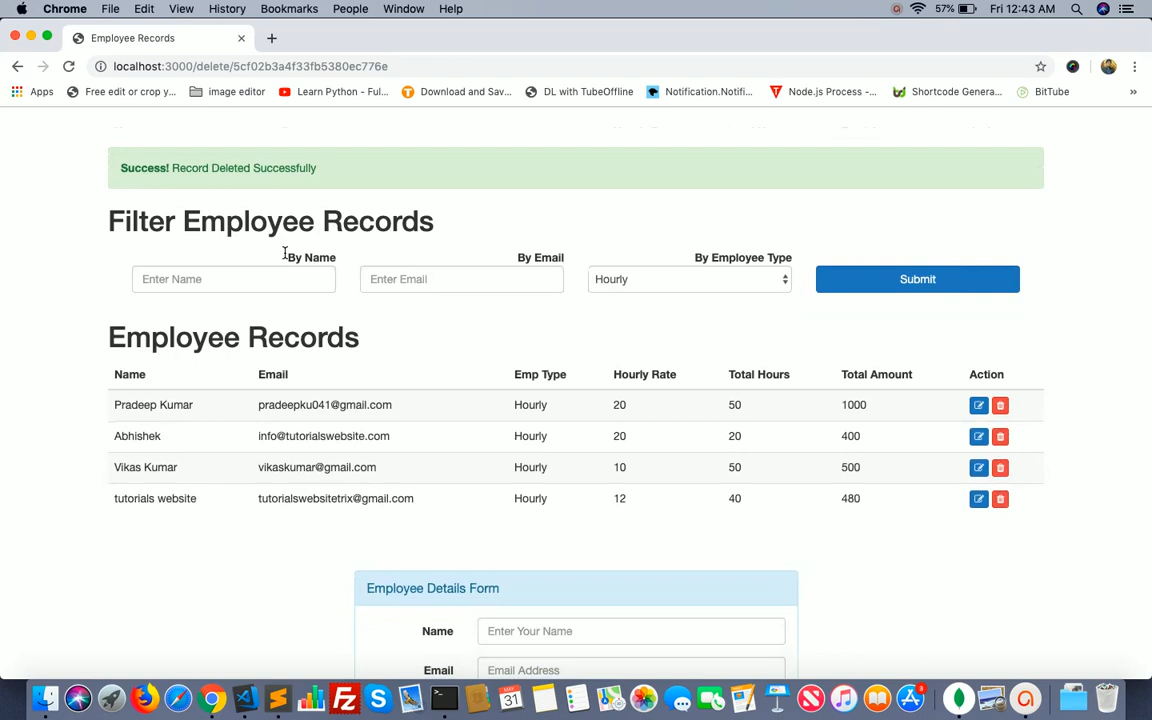 Chrome File Edit View History Bookmarks People Window Help 57% Fri 12:43 AM
Employee Records
localhost:3000/delete/5cf02b3a4f33fb5380ec776e
Apps Free edit or crop y... image editor Learn Python - Ful... Download and Sav... DL with TubeOffline Notification.Notifi... Node.js Process -... Shortcode Genera... BitTube »
Success! Record Deleted Successfully
Filter Employee Records
By Name By Email By Employee Type
Enter Name Enter Email Hourly Submit
Employee Records
Name Email Emp Type Hourly Rate Total Hours Total Amount Action
Pradeep Kumar pradeepku041@gmail.com Hourly 20 50 1000
Abhishek info@tutorialswebsite.com Hourly 20 20 400
Vikas Kumar vikaskumar@gmail.com Hourly 10 50 500
tutorials website tutorialswebsitetrix@gmail.com Hourly 12 40 480
Employee Details Form
Name Enter Your Name
Email Email Address